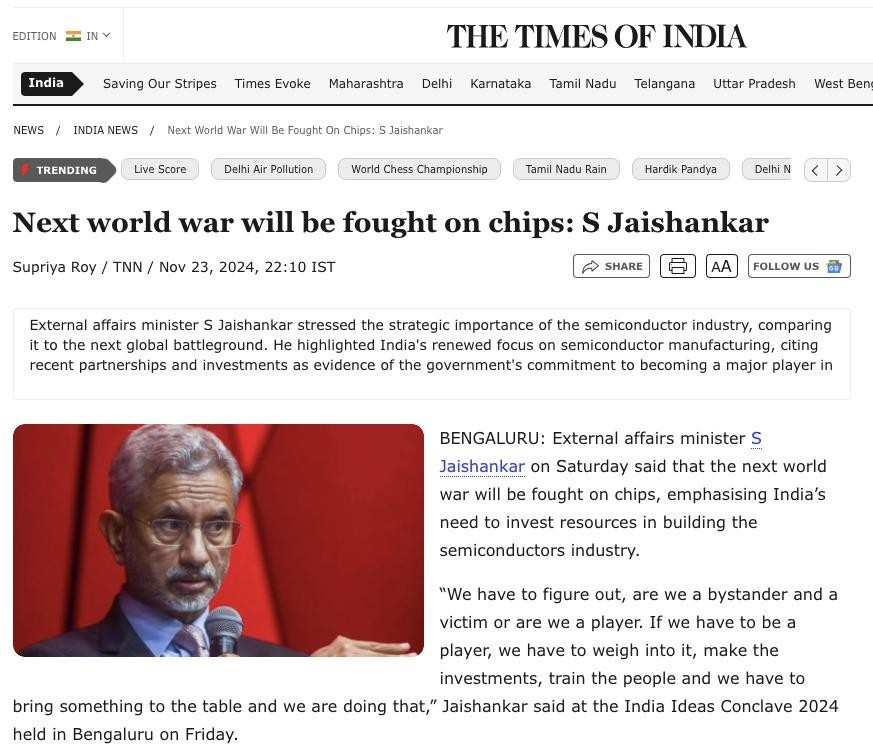 EDITION IN
THE TIMES OF INDIA
India Saving Our Stripes Times Evoke Maharashtra Delhi Karnataka Tamil Nadu Telangana Uttar Pradesh West Beng
NEWS / INDIA NEWS / Next World War Will Be Fought On Chips: S Jaishankar
TRENDING Live Score Delhi Air Pollution World Chess Championship Tamil Nadu Rain Hardik Pandya Delhi N
Next world war will be fought on chips: S Jaishankar
Supriya Roy / TNN / Nov 23, 2024, 22:10 IST
SHARE AA FOLLOW US
External affairs minister S Jaishankar stressed the strategic importance of the semiconductor industry, comparing
it to the next global battleground. He highlighted India's renewed focus on semiconductor manufacturing, citing
recent partnerships and investments as evidence of the government's commitment to becoming a major player in
BENGALURU: External affairs minister S
Jaishankar on Saturday said that the next world
war will be fought on chips, emphasising India’s
need to invest resources in building the
semiconductors industry.
“We have to figure out, are we a bystander and a
victim or are we a player. If we have to be a
player, we have to weigh into it, make the
investments, train the people and we have to
bring something to the table and we are doing that,” Jaishankar said at the India Ideas Conclave 2024
held in Bengaluru on Friday.